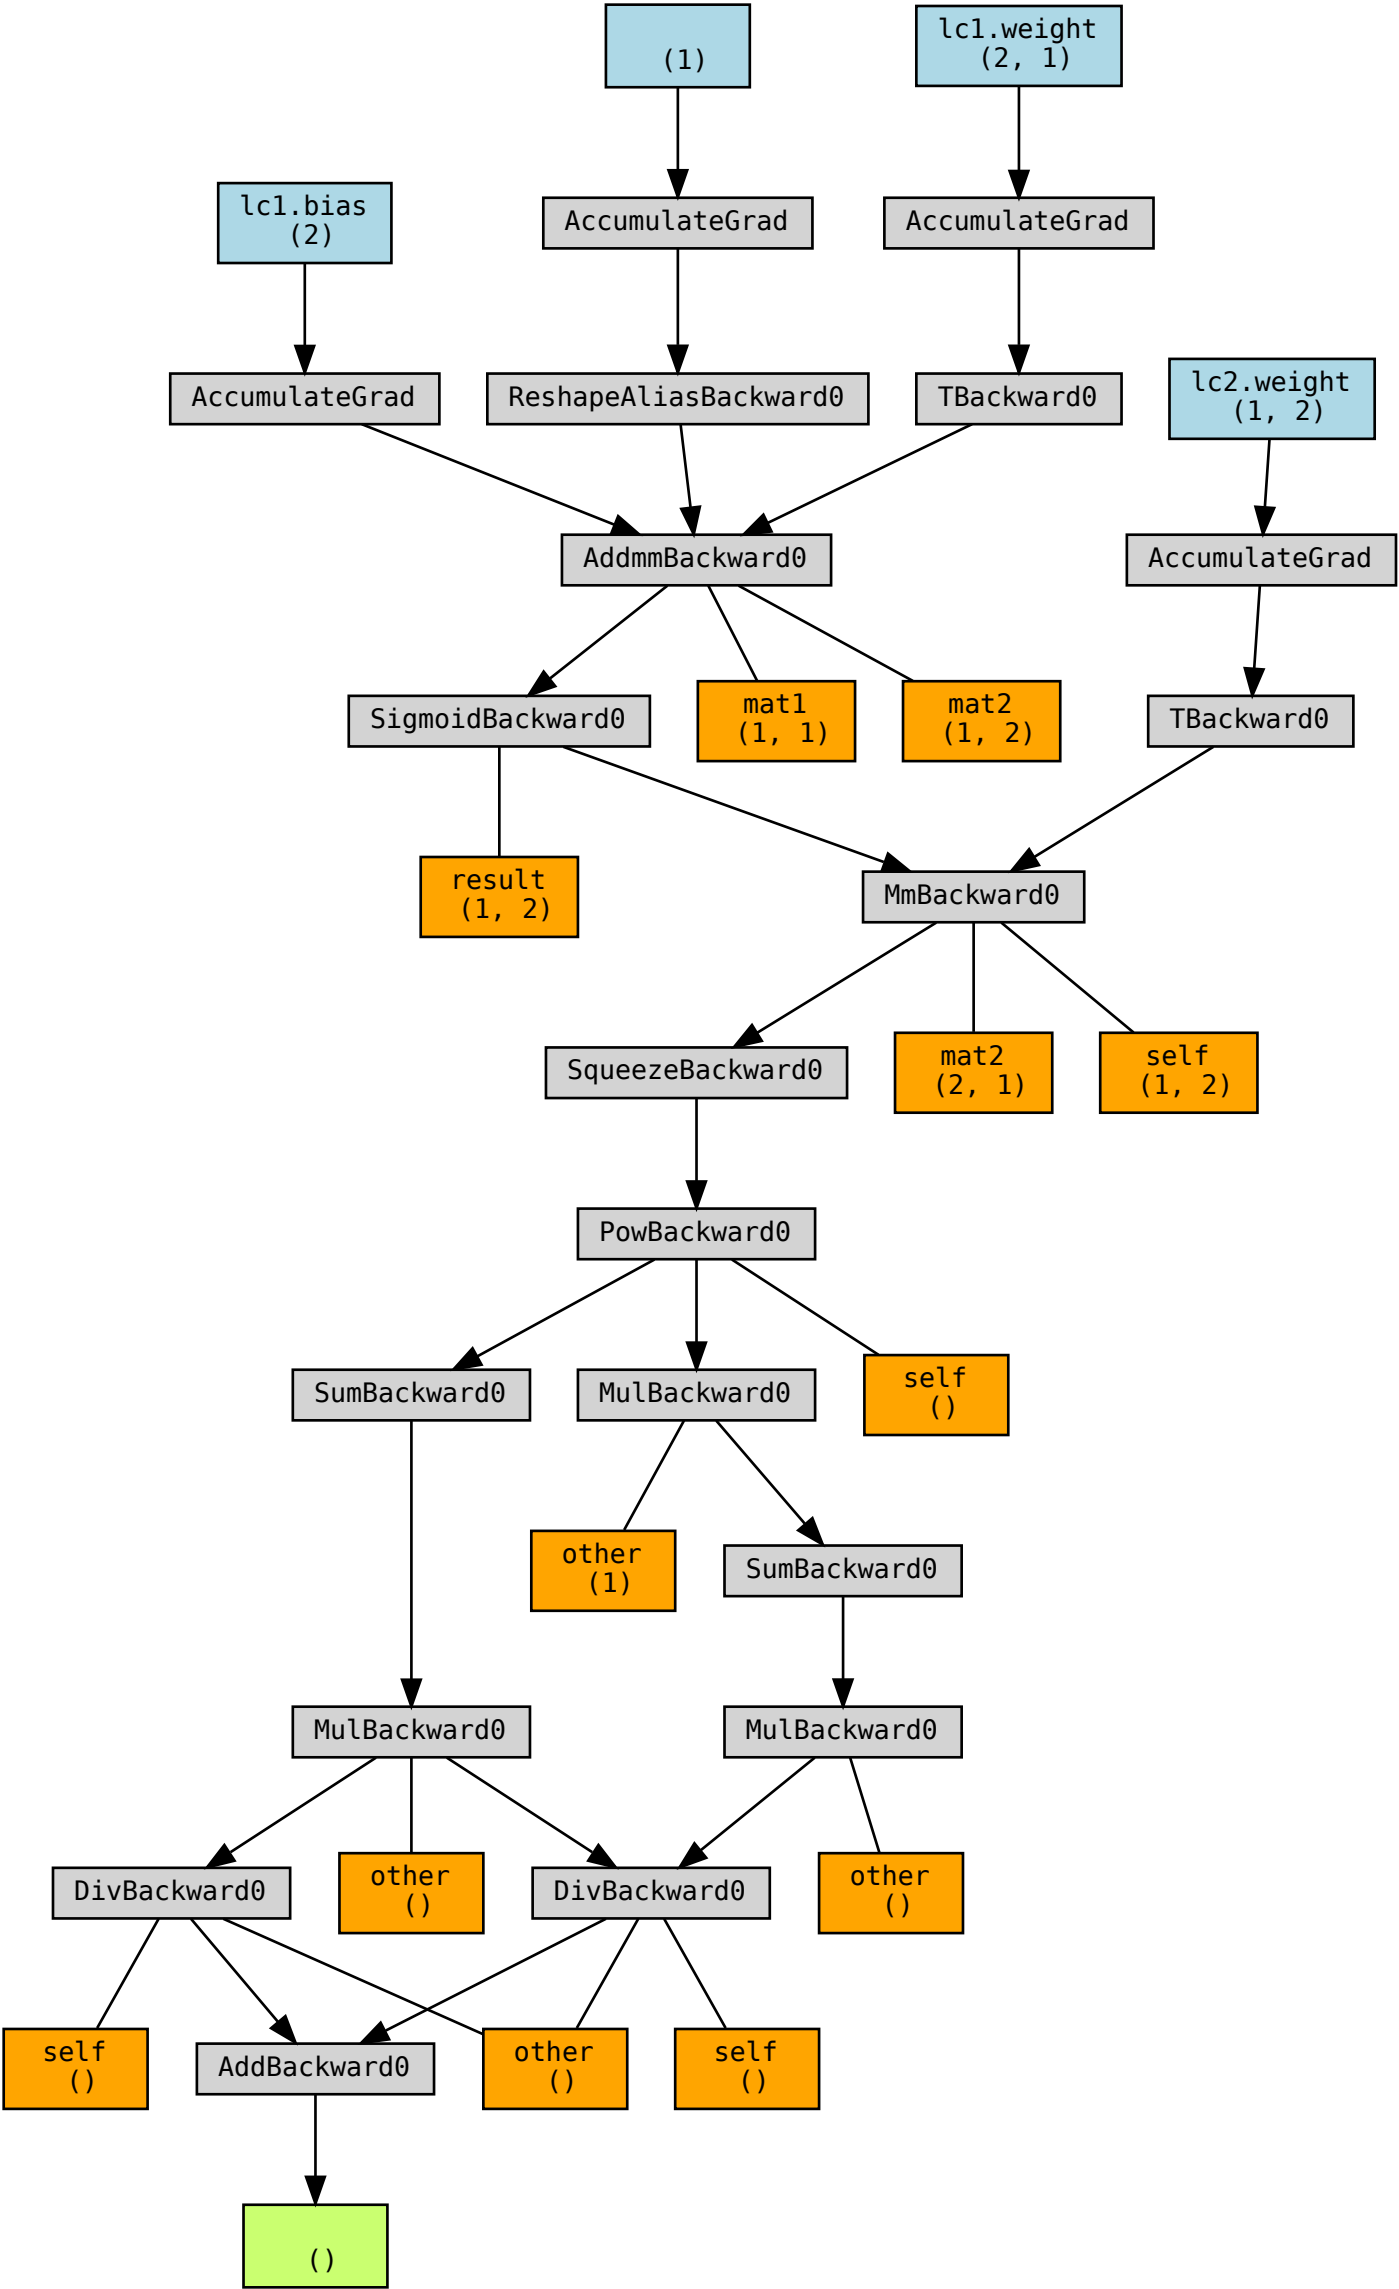 (1)
lc1.weight
(2, 1)
lc1.bias
(2)
AccumulateGrad
AccumulateGrad
AccumulateGrad
ReshapeAliasBackward0
TBackward0
lc2.weight
(1, 2)
AddmmBackward0
AccumulateGrad
SigmoidBackward0
mat1
(1, 1)
mat2
(1, 2)
TBackward0
result
(1, 2)
MmBackward0
SqueezeBackward0
mat2
(2, 1)
self
(1, 2)
PowBackward0
SumBackward0
MulBackward0
self
()
other
(1)
SumBackward0
MulBackward0
MulBackward0
DivBackward0
other
()
DivBackward0
other
()
self
()
AddBackward0
other
()
self
()
()